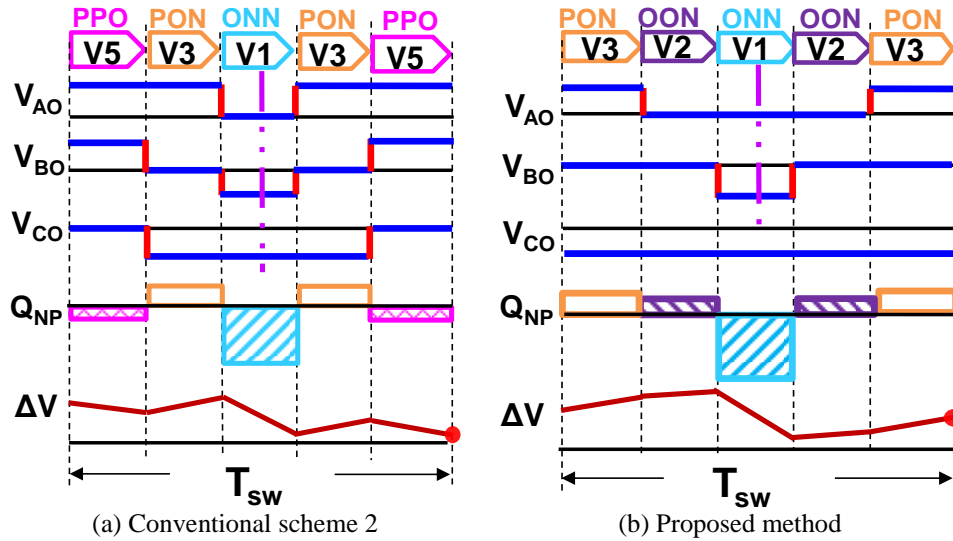 PPO PON ONN PON PPO
V5 V3 V1 V3 V5
V_AO
V_BO
V_CO
Q_NP
ΔV
T_SW
(a) Conventional scheme 2
PON OON ONN OON PON
V3 V2 V1 V2 V3
V_AO
V_BO
V_CO
Q_NP
ΔV
T_SW
(b) Proposed method